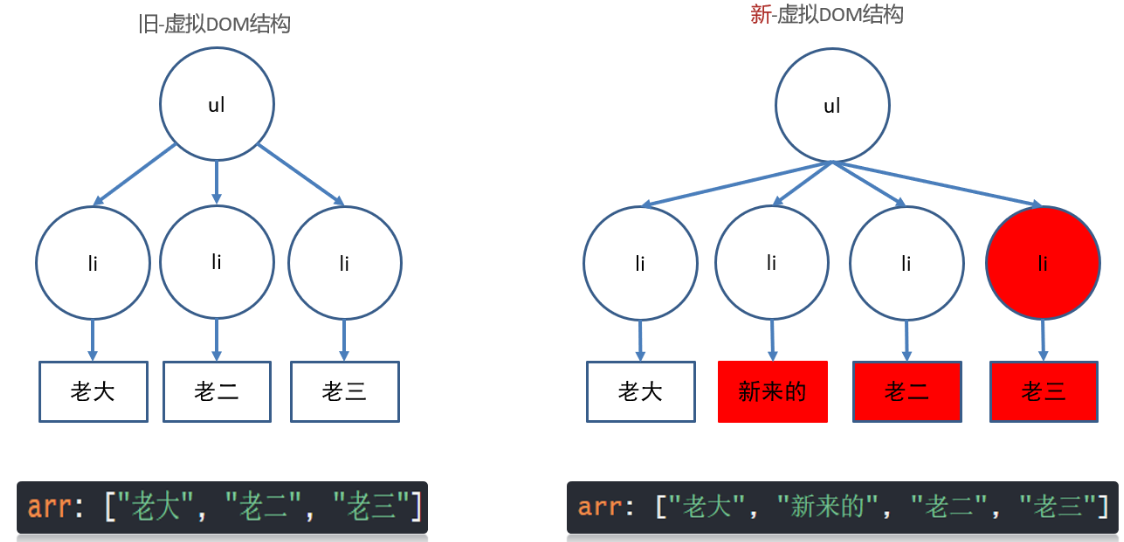 旧-虚拟DOM结构
新-虚拟DOM结构
ul
ul
li li li
li li li li
老大 老二 老三
老大 新来的 老二 老三
arr: ["老大", "老二", "老三"]
arr: ["老大", "新来的", "老二", "老三"]